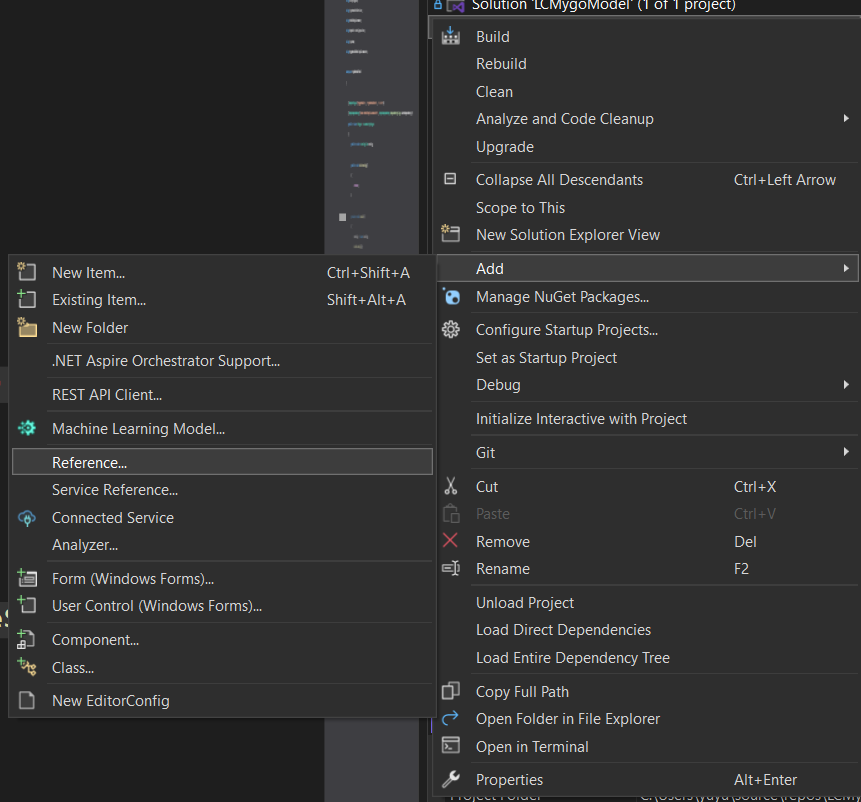 Solution 'LCMygoModel' (1 of 1 project)
Build
Rebuild
Clean
Analyze and Code Cleanup
Upgrade
Collapse All Descendants Ctrl+Left Arrow
Scope to This
New Solution Explorer View
Add
Manage NuGet Packages...
Configure Startup Projects...
Set as Startup Project
Debug
Initialize Interactive with Project
Git
Cut Ctrl+X
Paste Ctrl+V
Remove Del
Rename F2
Unload Project
Load Direct Dependencies
Load Entire Dependency Tree
Copy Full Path
Open Folder in File Explorer
Open in Terminal
Properties Alt+Enter
New Item... Ctrl+Shift+A
Existing Item... Shift+Alt+A
New Folder
.NET Aspire Orchestrator Support...
REST API Client...
Machine Learning Model...
Reference...
Service Reference...
Connected Service
Analyzer...
Form (Windows Forms)...
User Control (Windows Forms)...
Component...
Class...
New EditorConfig